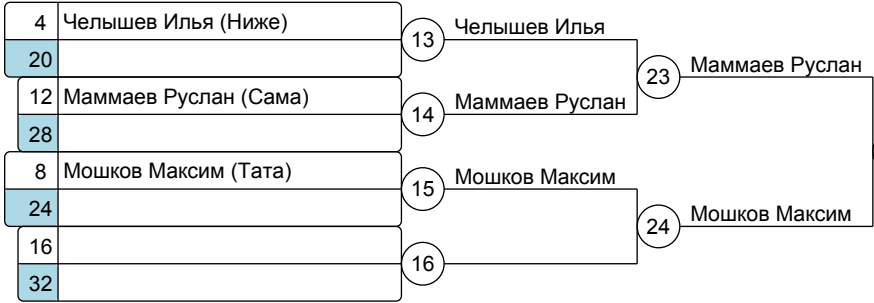 4 Челышев Илья (Ниже)
20
13 Челышев Илья
12 Маммаев Руслан (Сама)
28
14 Маммаев Руслан
23 Маммаев Руслан
8 Мошков Максим (Тата)
24
15 Мошков Максим
16
32
16
24 Мошков Максим